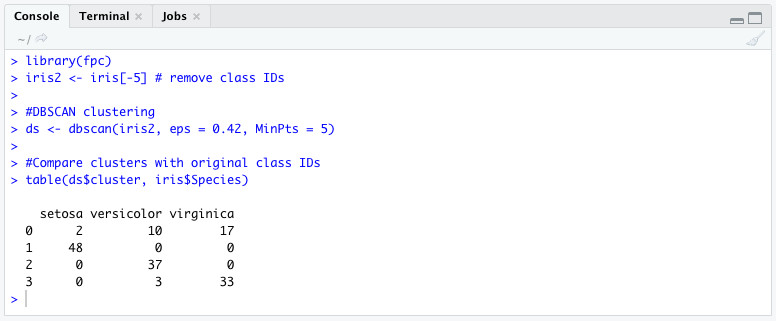 Console Terminal Jobs
~/
> library(fpc)
> iris2 <- iris[-5] # remove class IDs
>
> #DBSCAN clustering
> ds <- dbscan(iris2, eps = 0.42, MinPts = 5)
>
> #Compare clusters with original class IDs
> table(ds$cluster, iris$Species)
setosa versicolor virginica
0 2 10 17
1 48 0 0
2 0 37 0
3 0 3 33
>